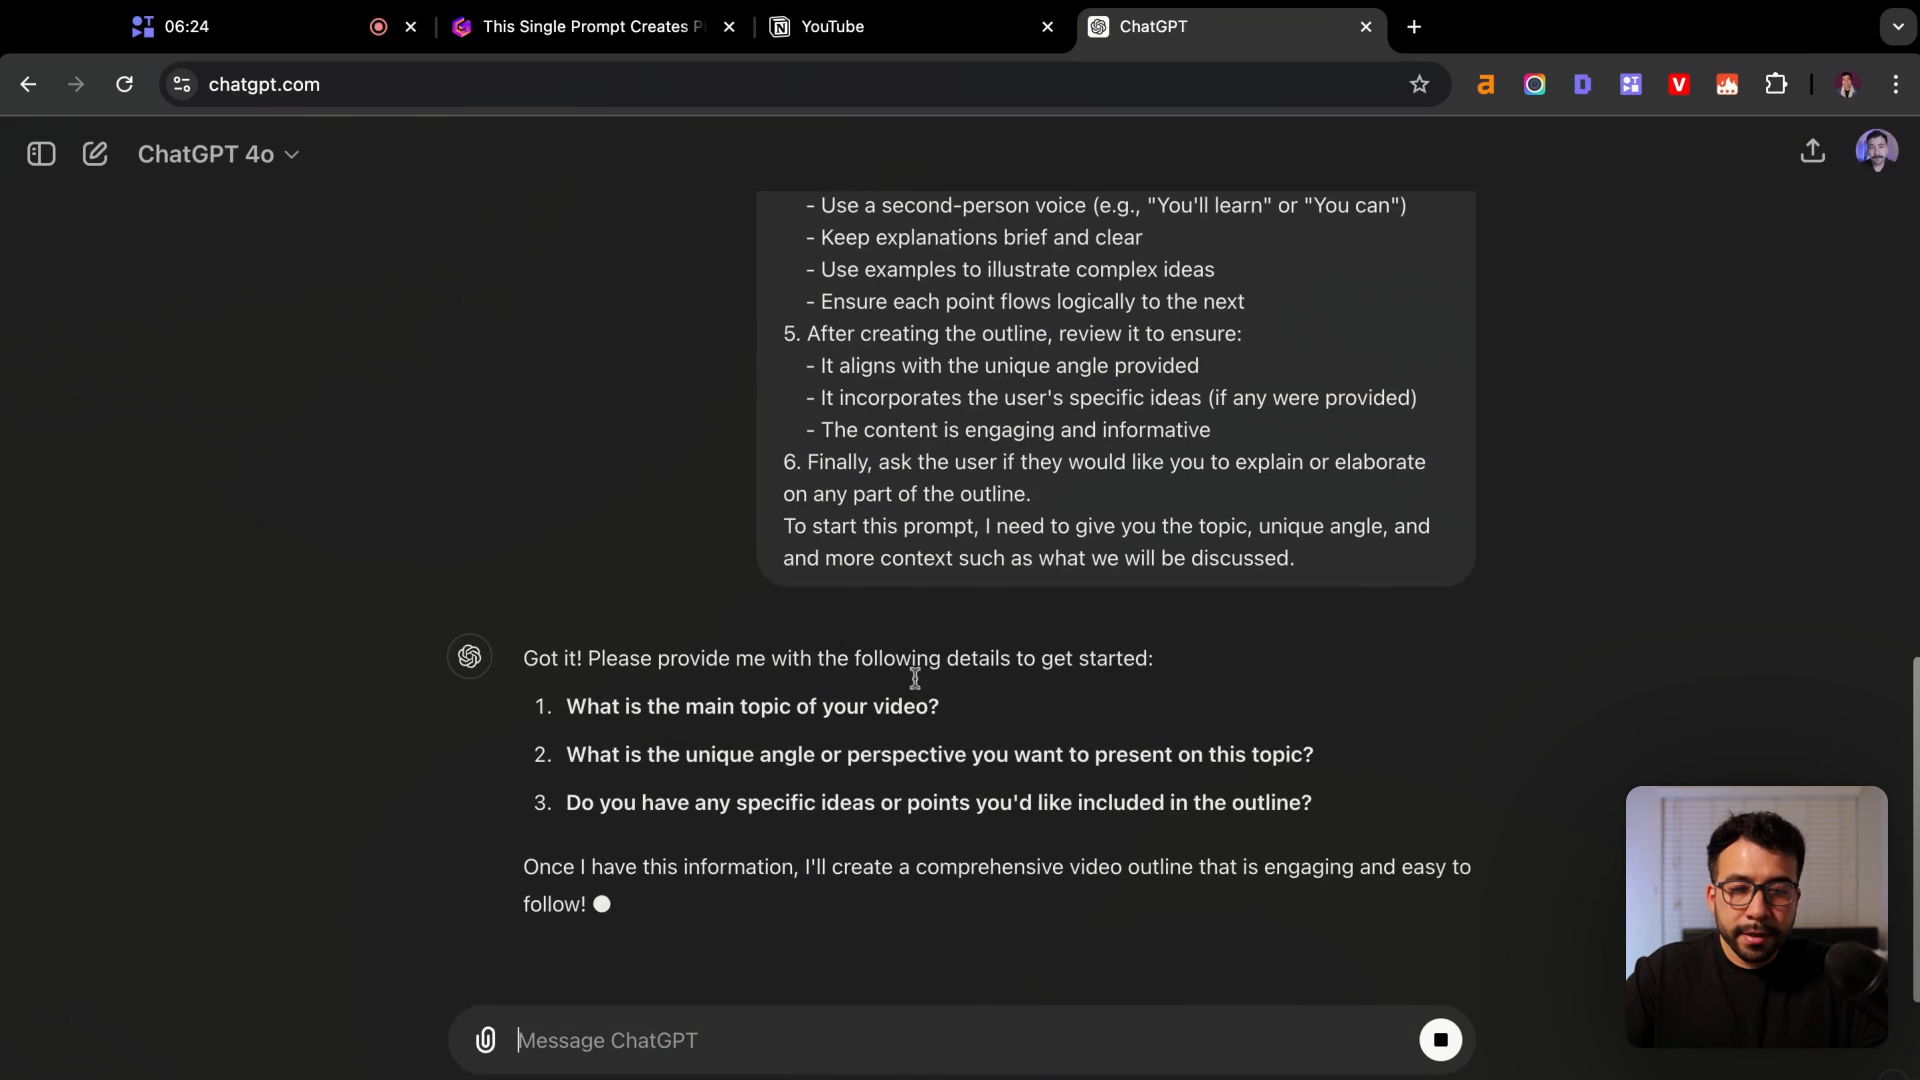 06:24
This Single Prompt Creates P
YouTube
ChatGPT
chatgpt.com
ChatGPT 4o
- Use a second-person voice (e.g., "You'll learn" or "You can")
- Keep explanations brief and clear
- Use examples to illustrate complex ideas
- Ensure each point flows logically to the next
5. After creating the outline, review it to ensure:
- It aligns with the unique angle provided
- It incorporates the user's specific ideas (if any were provided)
- The content is engaging and informative
6. Finally, ask the user if they would like you to explain or elaborate
on any part of the outline.
To start this prompt, I need to give you the topic, unique angle, and
and more context such as what we will be discussed.
Got it! Please provide me with the following details to get started:
1. What is the main topic of your video?
2. What is the unique angle or perspective you want to present on this topic?
3. Do you have any specific ideas or points you'd like included in the outline?
Once I have this information, I'll create a comprehensive video outline that is engaging and easy to
follow!
Message ChatGPT